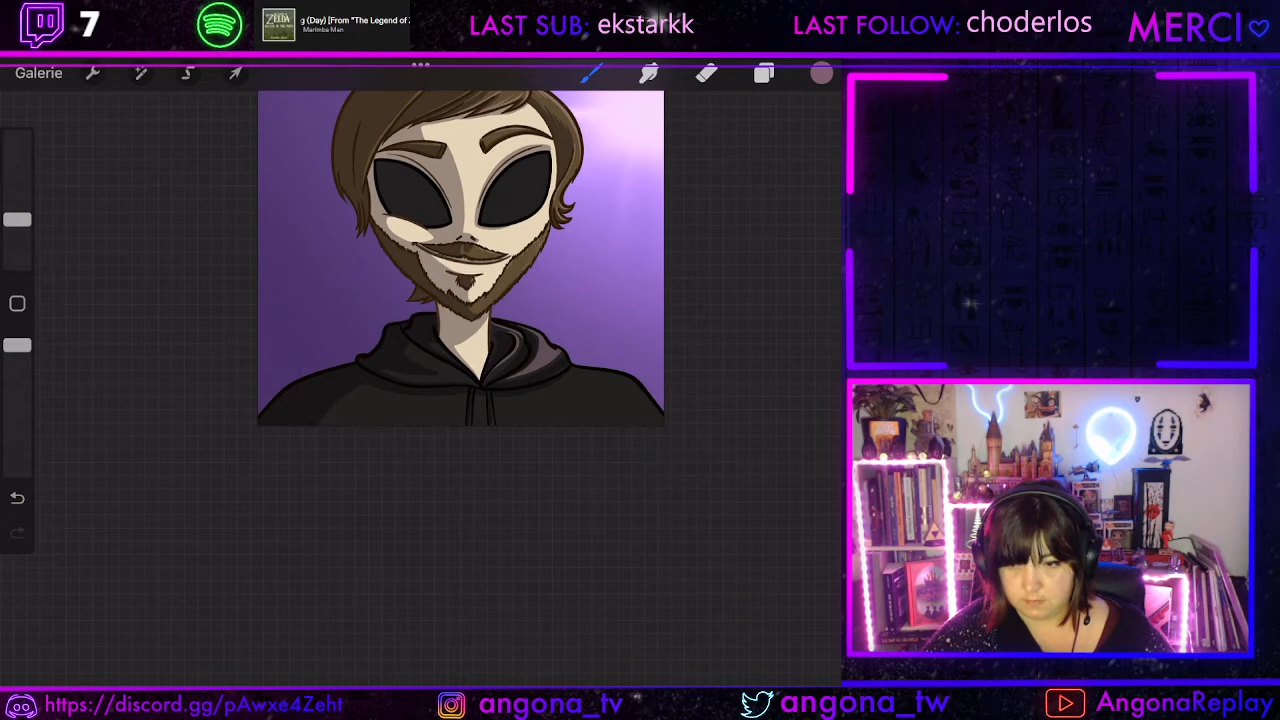 7
g (Day) [From "The Legend of Z
Marimba Man
LAST SUB: ekstarkk
LAST FOLLOW: choderlos
MERCI
Galerie
ZELDA
https://discord.gg/pAwxe4Zeht
angona_tv
angona_tw
AngonaReplay